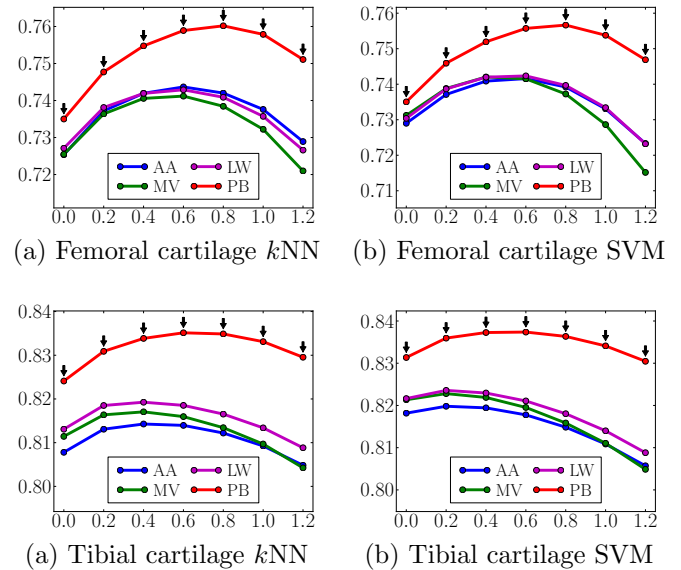 0.76
0.75
0.74
0.73
0.72
0.0 0.2 0.4 0.6 0.8 1.0 1.2
AA LW
MV PB
(a) Femoral cartilage kNN
0.76
0.75
0.74
0.73
0.72
0.71
0.0 0.2 0.4 0.6 0.8 1.0 1.2
AA LW
MV PB
(b) Femoral cartilage SVM
0.84
0.83
0.82
0.81
0.80
0.0 0.2 0.4 0.6 0.8 1.0 1.2
AA LW
MV PB
(a) Tibial cartilage kNN
0.84
0.83
0.82
0.81
0.80
0.0 0.2 0.4 0.6 0.8 1.0 1.2
AA LW
MV PB
(b) Tibial cartilage SVM